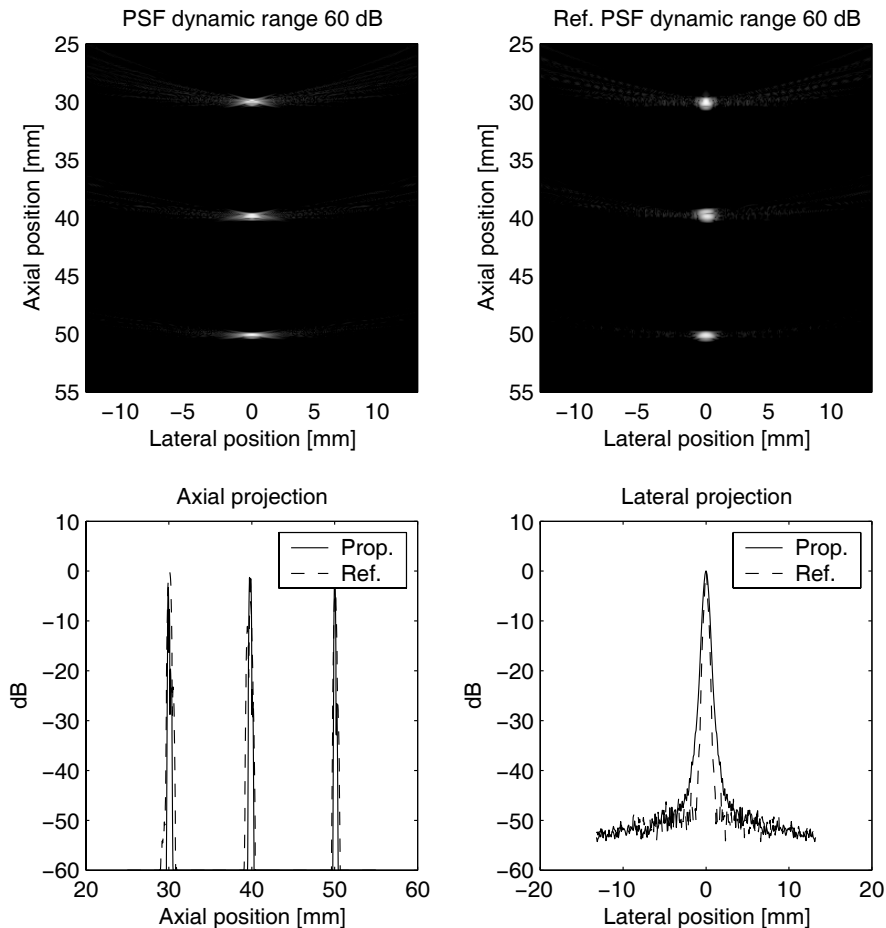 PSF dynamic range 60 dB
25
30
35
40
45
50
55
Axial position [mm]
−10 −5 0 5 10
Lateral position [mm]
Ref. PSF dynamic range 60 dB
25
30
35
40
45
50
55
Axial position [mm]
−10 −5 0 5 10
Lateral position [mm]
Axial projection
10
0
−10
−20
−30
−40
−50
−60
dB
Prop.
Ref.
20 30 40 50 60
Axial position [mm]
Lateral projection
10
0
−10
−20
−30
−40
−50
−60
dB
Prop.
Ref.
−20 −10 0 10 20
Lateral position [mm]